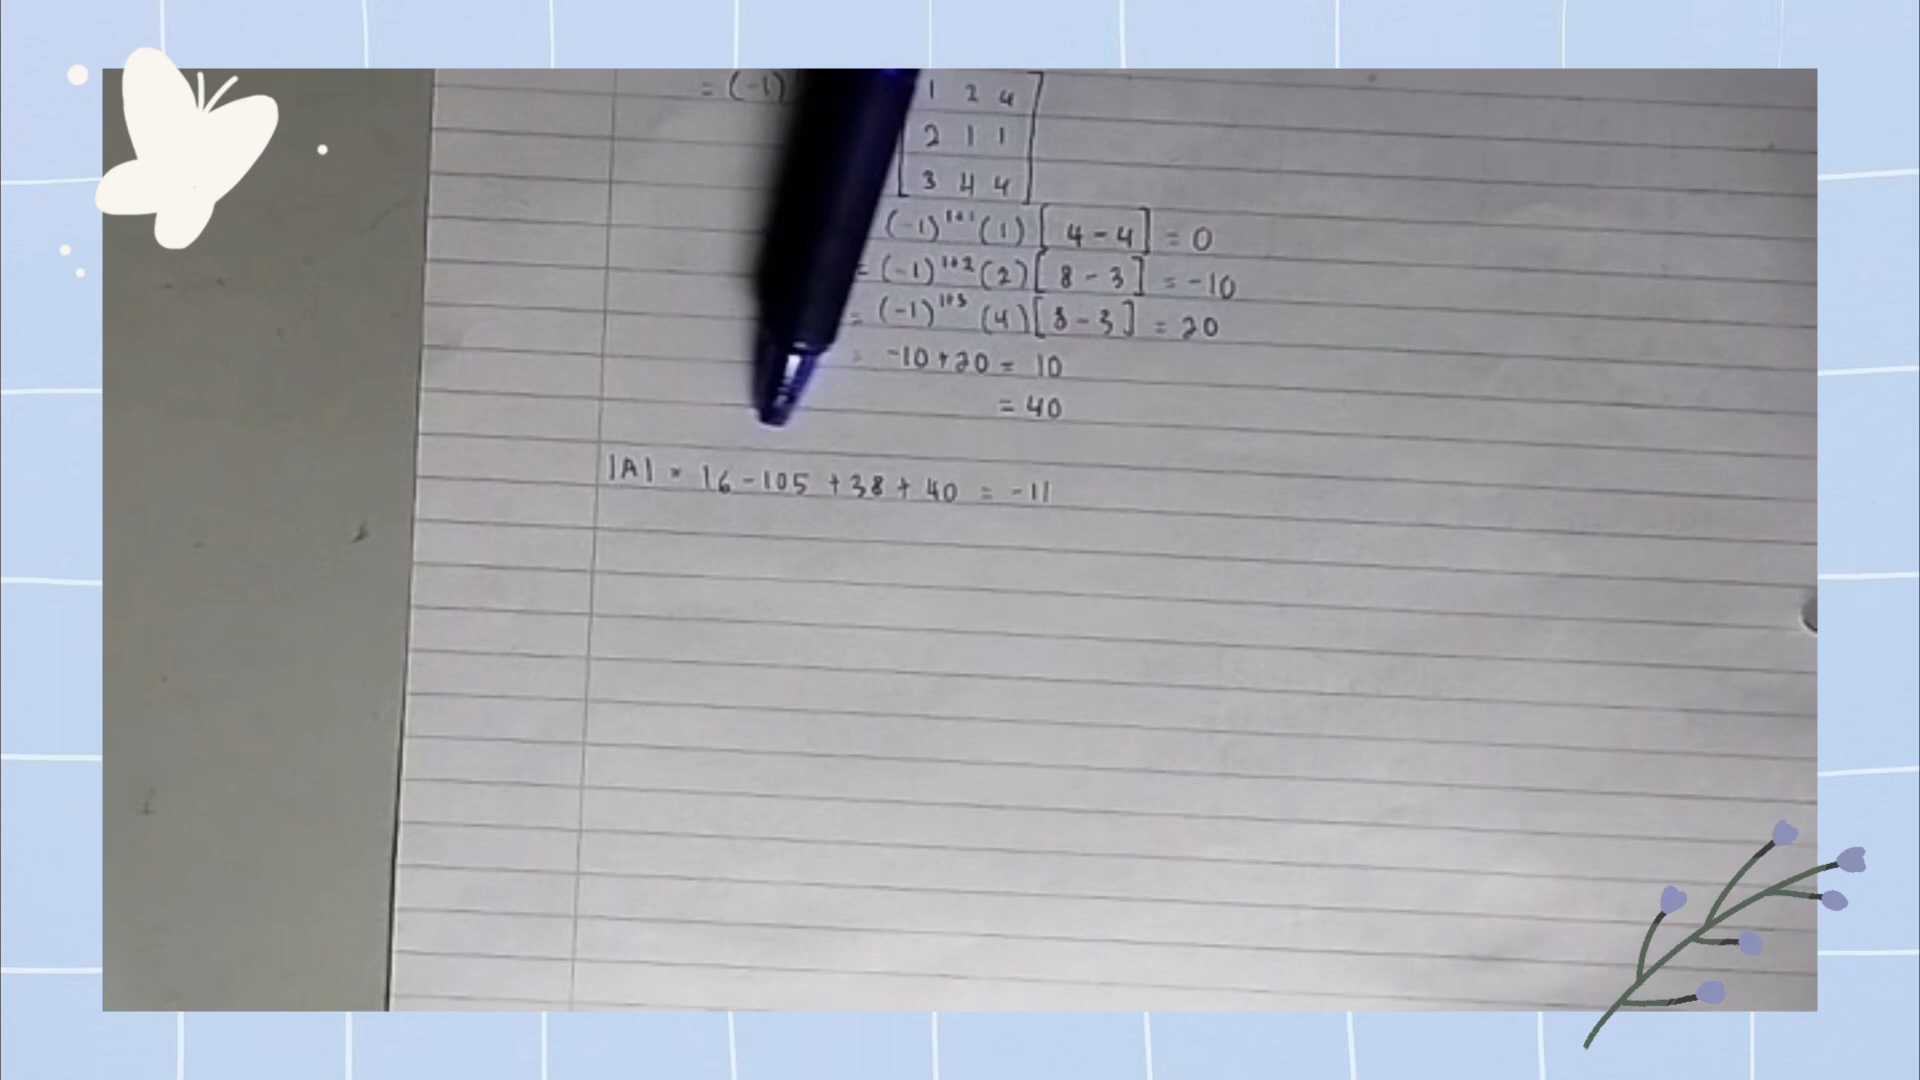 = (-1)
1 2 4
2 1 1
3 4 4
(-1)¹⁺¹ (1) [4 - 4] = 0
= (-1)¹⁺² (2) [8 - 3] = -10
= (-1)¹⁺³ (4) [8 - 3] = 20
= -10 + 20 = 10
= 40
|A| = 16 - 105 + 38 + 40 = -11